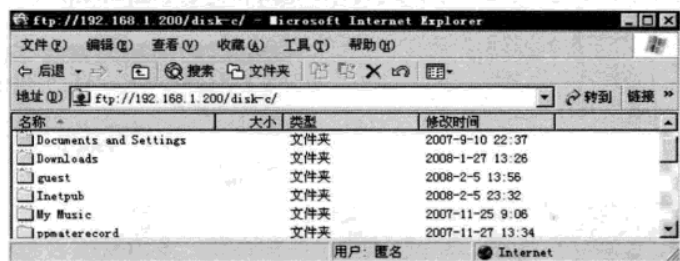 ftp://192.168.1.200/disk-c/ - Microsoft Internet Explorer
文件(F) 编辑(E) 查看(V) 收藏(A) 工具(T) 帮助(H)
后退 搜索 文件夹
地址(D) ftp://192.168.1.200/disk-c/ 转到 链接 »
名称 大小 类型 修改时间
Documents and Settings 文件夹 2007-9-10 22:37
Downloads 文件夹 2008-1-27 13:26
guest 文件夹 2008-2-5 13:56
Inetpub 文件夹 2008-2-5 23:32
My Music 文件夹 2007-11-25 9:06
ppmaterecord 文件夹 2007-11-27 13:34
用户: 匿名 Internet